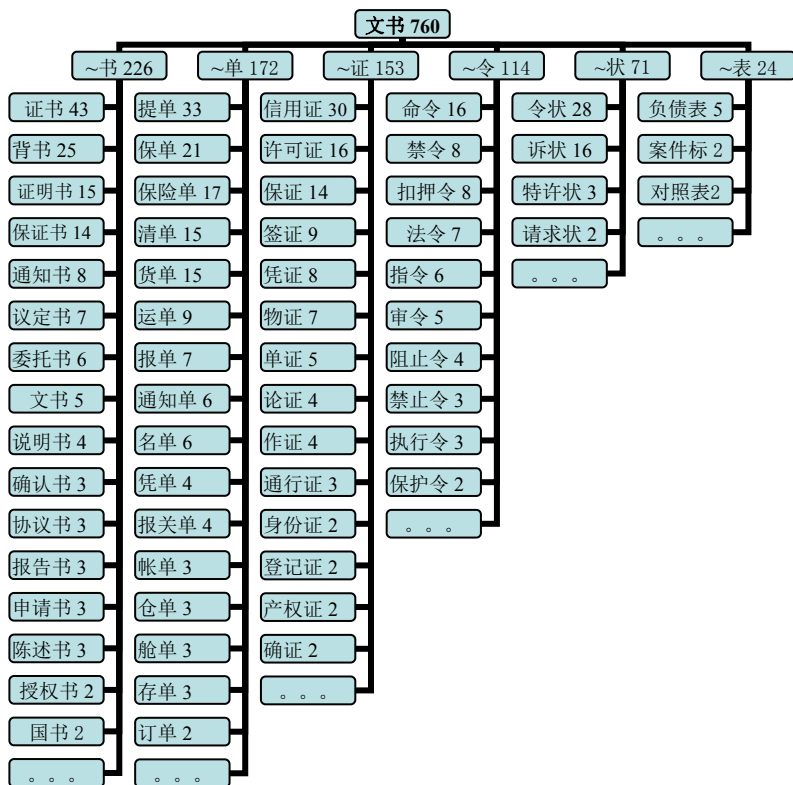 文书 760
~书 226
~单 172
~证 153
~令 114
~状 71
~表 24
证书 43
提单 33
信用证 30
命令 16
令状 28
负债表 5
背书 25
保单 21
许可证 16
禁令 8
诉状 16
案件标 2
证明书 15
保险单 17
保证 14
扣押令 8
特许状 3
对照表2
保证书 14
清单 15
签证 9
法令 7
请求状 2
。。。
通知书 8
货单 15
凭证 8
指令 6
。。。
议定书 7
运单 9
物证 7
审令 5
委托书 6
报单 7
单证 5
阻止令 4
文书 5
通知单 6
论证 4
禁止令 3
说明书 4
名单 6
作证 4
执行令 3
确认书 3
凭单 4
通行证 3
保护令 2
协议书 3
报关单 4
身份证 2
。。。
报告书 3
帐单 3
登记证 2
申请书 3
仓单 3
产权证 2
陈述书 3
舱单 3
确证 2
授权书 2
存单 3
。。。
国书 2
订单 2
。。。
。。。